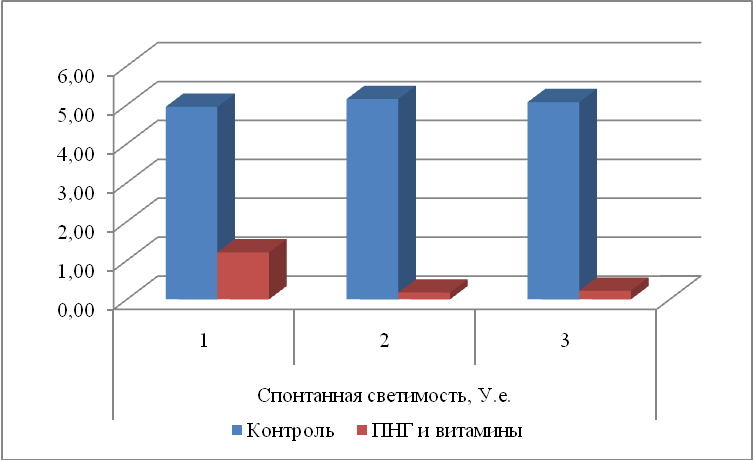 6,00
5,00
4,00
3,00
2,00
1,00
0,00
1 2 3
Спонтанная светимость, У.е.
Контроль ПНГ и витамины